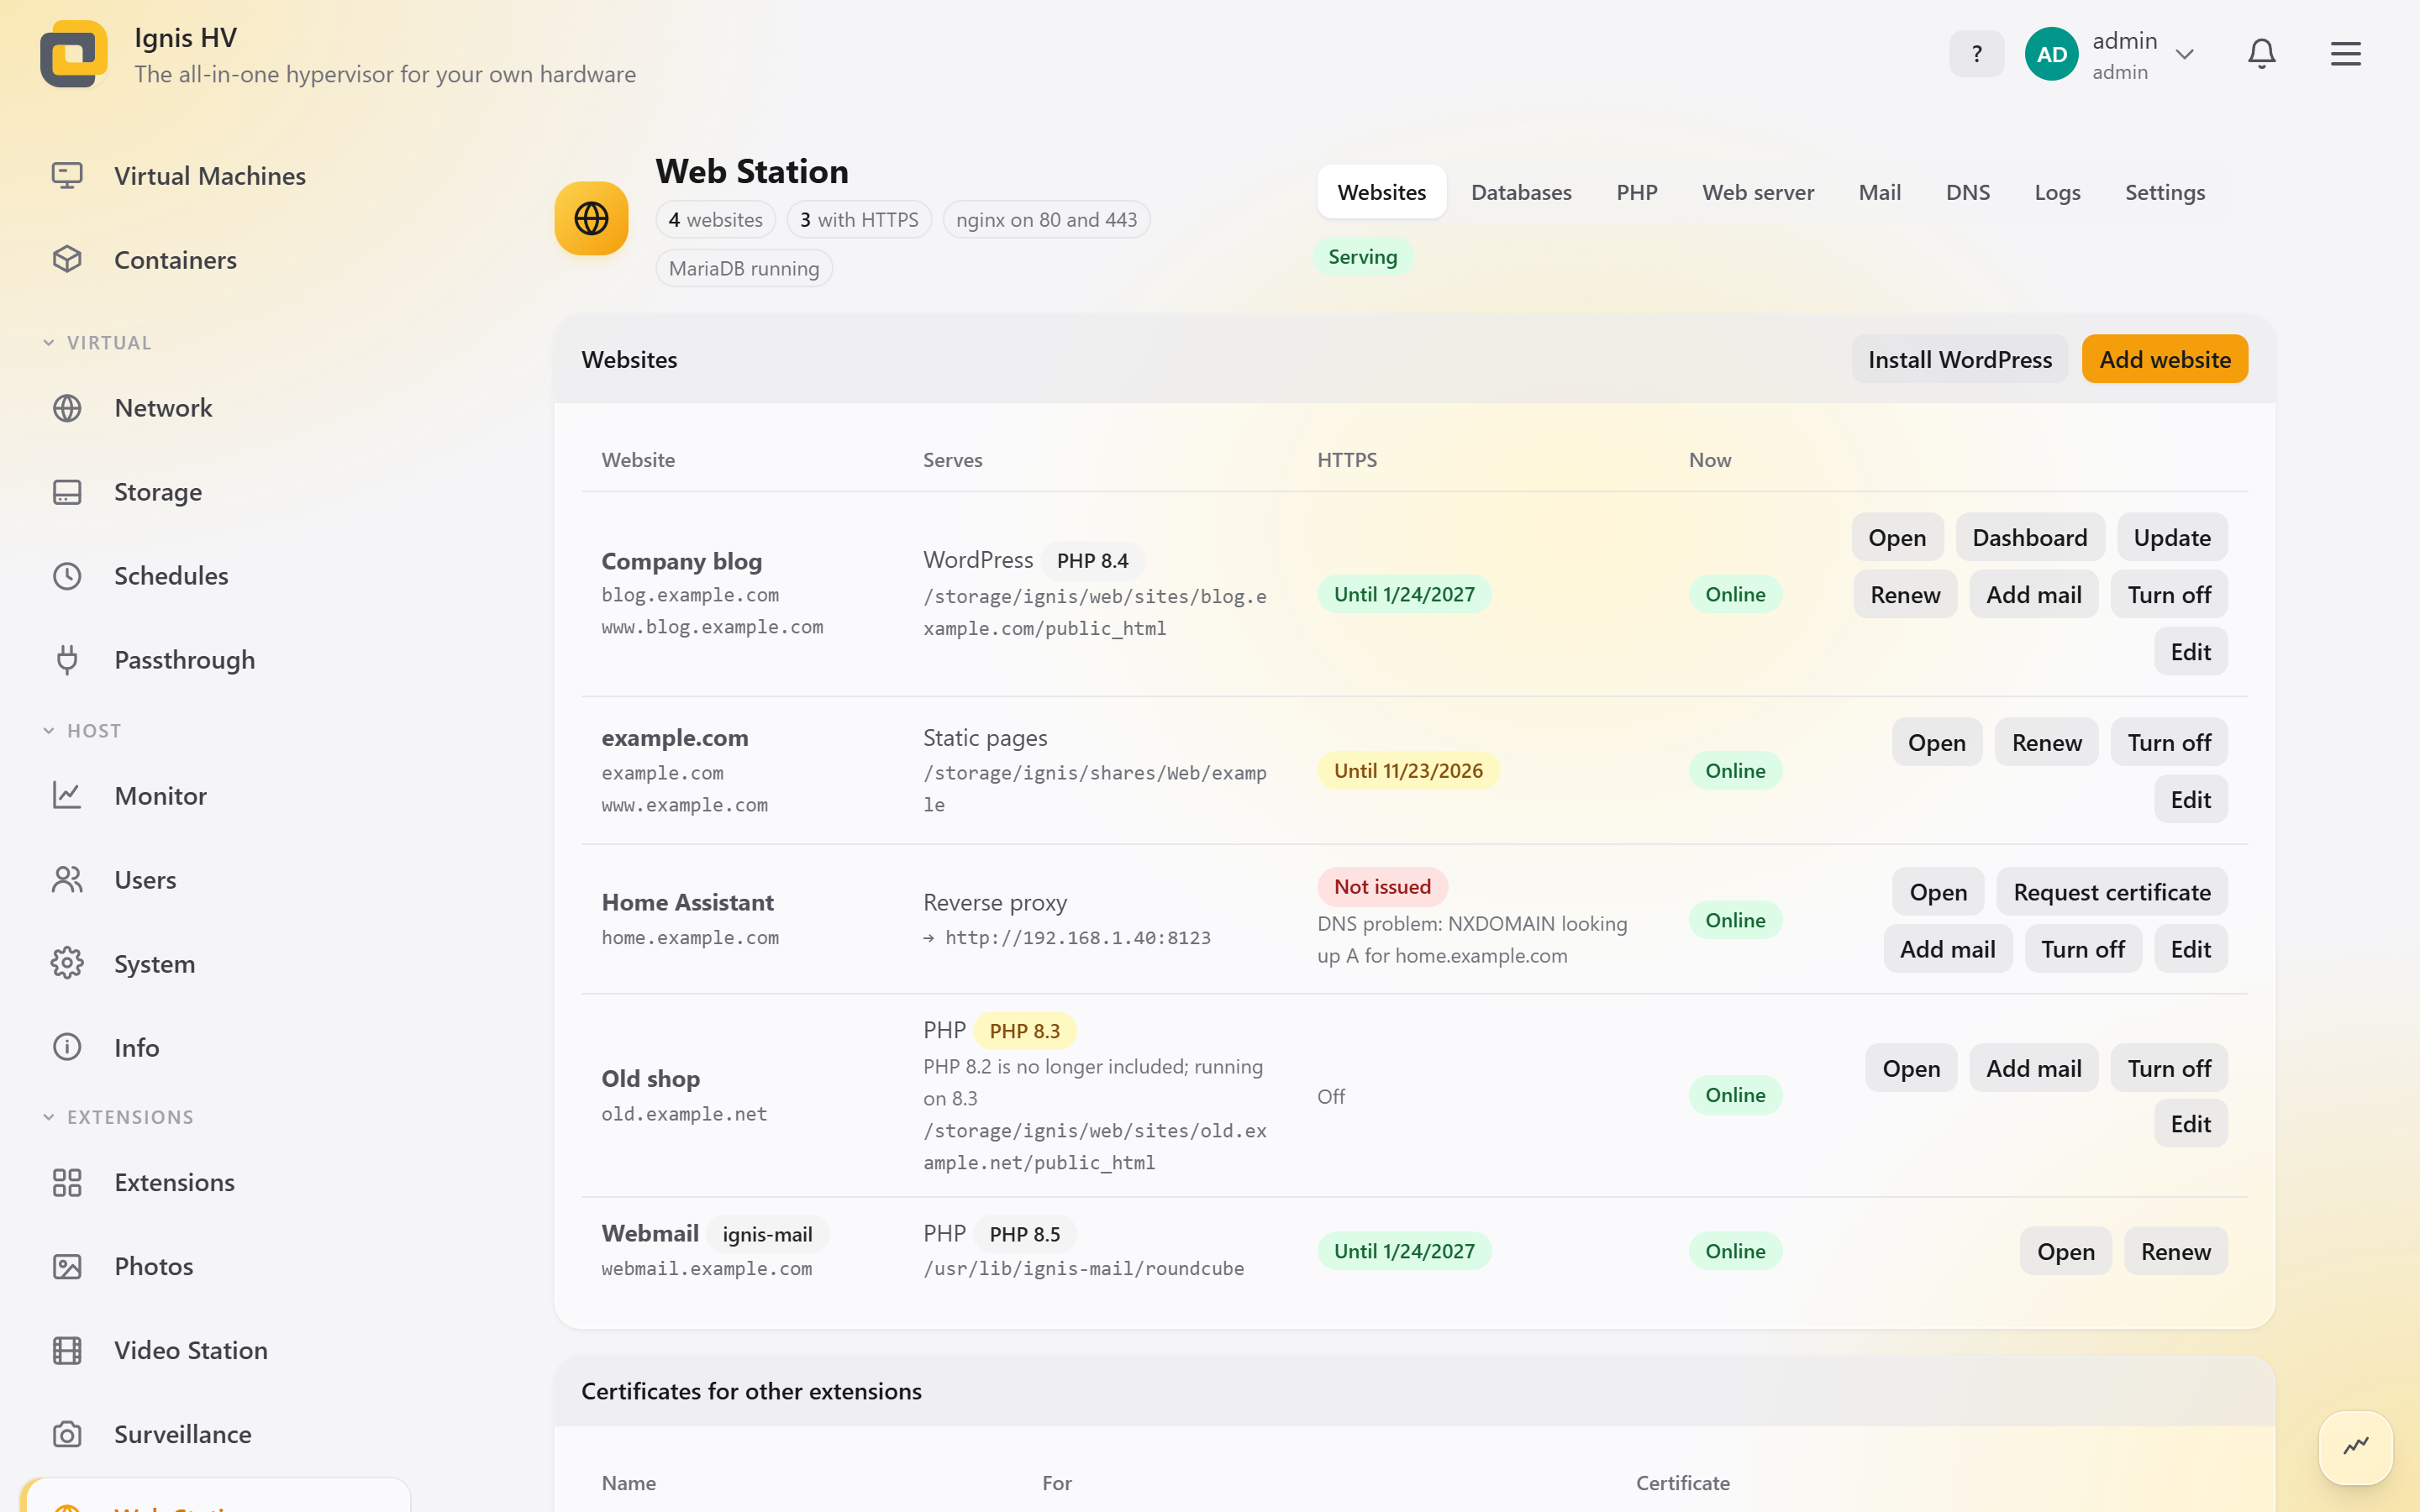 Ignis HV
The all-in-one hypervisor for your own hardware
?
AD
admin
admin
Virtual Machines
Containers
VIRTUAL
Network
Storage
Schedules
Passthrough
HOST
Monitor
Users
System
Info
EXTENSIONS
Extensions
Photos
Video Station
Surveillance
Web Station
4 websites
3 with HTTPS
nginx on 80 and 443
MariaDB running
Websites
Databases
PHP
Web server
Mail
DNS
Logs
Settings
Serving
Websites
Install WordPress
Add website
Website
Serves
HTTPS
Now
Company blog
blog.example.com
www.blog.example.com
WordPress PHP 8.4
/storage/ignis/web/sites/blog.e
xample.com/public_html
Until 1/24/2027
Online
Open
Dashboard
Update
Renew
Add mail
Turn off
Edit
example.com
example.com
www.example.com
Static pages
/storage/ignis/shares/Web/examp
le
Until 11/23/2026
Online
Open
Renew
Turn off
Edit
Home Assistant
home.example.com
Reverse proxy
→ http://192.168.1.40:8123
Not issued
DNS problem: NXDOMAIN looking
up A for home.example.com
Online
Open
Request certificate
Add mail
Turn off
Edit
Old shop
old.example.net
PHP PHP 8.3
PHP 8.2 is no longer included; running
on 8.3
/storage/ignis/web/sites/old.ex
ample.net/public_html
Off
Online
Open
Add mail
Turn off
Edit
Webmail ignis-mail
webmail.example.com
PHP PHP 8.5
/usr/lib/ignis-mail/roundcube
Until 1/24/2027
Online
Open
Renew
Certificates for other extensions
Name
For
Certificate